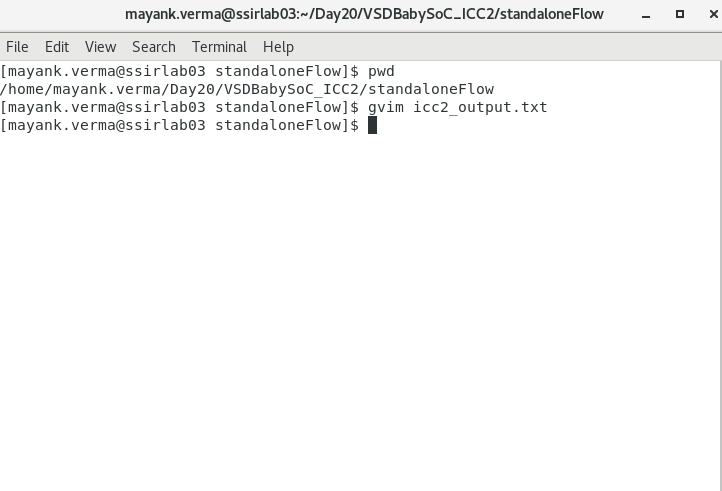 mayank.verma@ssirlab03:~/Day20/VSDBabySoC_ICC2/standaloneFlow
File Edit View Search Terminal Help
[mayank.verma@ssirlab03 standaloneFlow]$ pwd
/home/mayank.verma/Day20/VSDBabySoC_ICC2/standaloneFlow
[mayank.verma@ssirlab03 standaloneFlow]$ gvim icc2_output.txt
[mayank.verma@ssirlab03 standaloneFlow]$